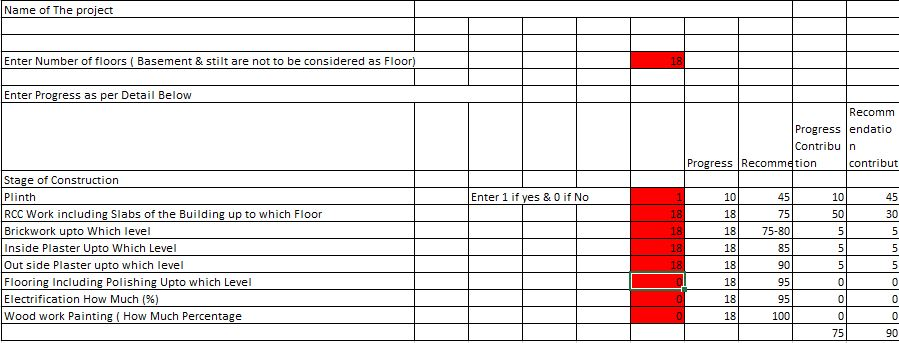 Name of The project
Enter Number of floors ( Basement & stilt are not to be considered as Floor) 18
Enter Progress as per Detail Below
Progress Recomme Progress Contribution Recommendation contribut
Stage of Construction
Plinth Enter 1 if yes & 0 if No 1 10 45 10 45
RCC Work including Slabs of the Building up to which Floor 18 18 75 50 30
Brickwork upto Which level 18 18 75-80 5 5
Inside Plaster Upto Which Level 18 18 85 5 5
Out side Plaster upto which level 18 18 90 5 5
Flooring Including Polishing Upto which Level 0 18 95 0 0
Electrification How Much (%) 0 18 95 0 0
Wood work Painting ( How Much Percentage 0 18 100 0 0
75 90